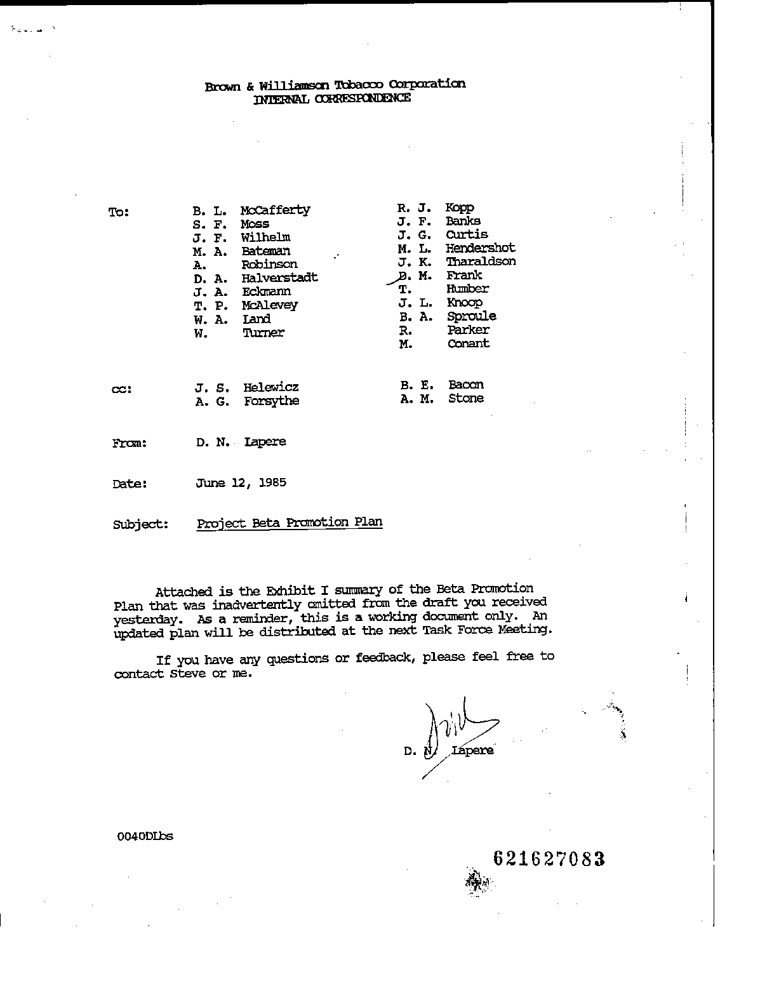 Brown & Williamson Tobacco Corporation
INTERNAL CORRESPONDENCE
To: B. L. McCafferty R. J. Kopp
S. F. Moss J. F. Banks
J. F. Wilhelm J. G. Curtis
M. A. Bateman M. L. Hendershot
A. Robinson J. K. Tharaldson
D. A. Halverstadt B. M. Frank
J. A. Eckmann T. Humber
T. P. McAlevey J. L. Knoop
W. A. Land B. A. Sproule
W. Turner R. Parker
M. Conant
cc: J. S. Helewicz B. E. Bacon
A. G. Forsythe A. M. Stone
From: D. N. Lapere
Date: June 12, 1985
Subject: Project Beta Promotion Plan
Attached is the Exhibit I summary of the Beta Promotion
Plan that was inadvertently omitted from the draft you received
yesterday. As a reminder, this is a working document only. An
updated plan will be distributed at the next Task Force Meeting.
If you have any questions or feedback, please feel free to
contact Steve or me.
D. N. Lapere
0040DLbs
621627083